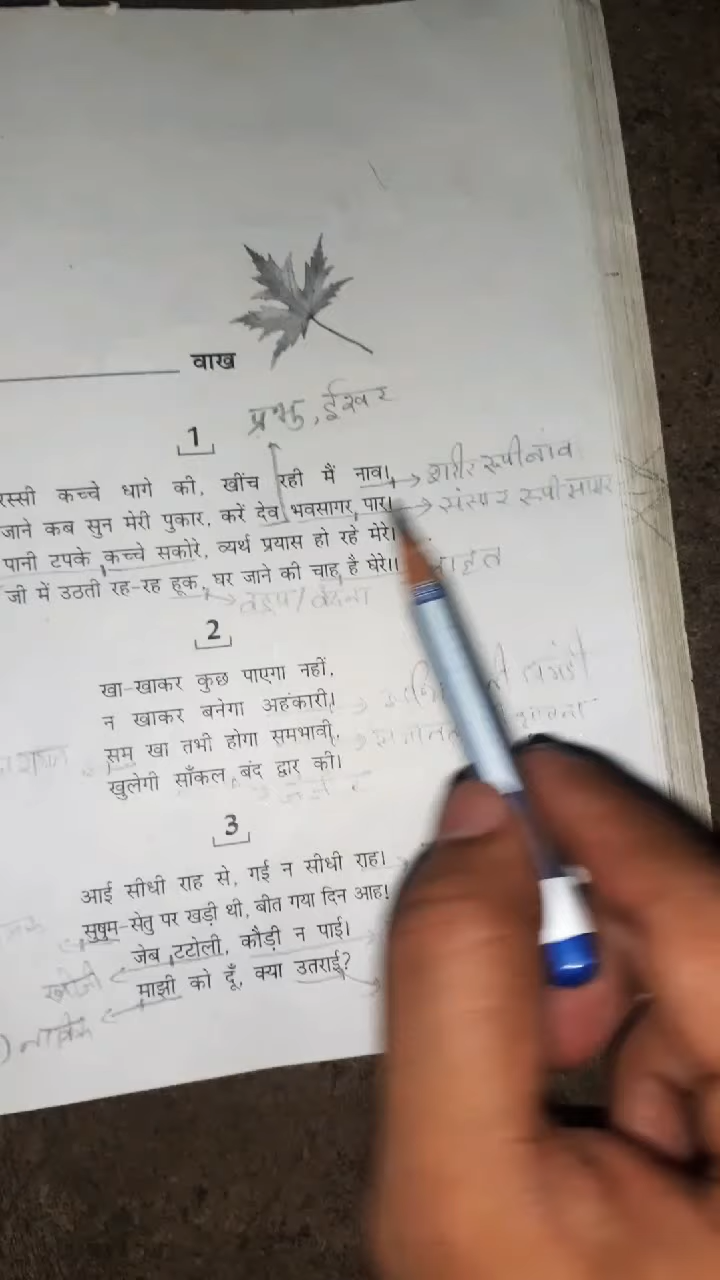 वाख
1
प्रभु, ईश्वर
रस्सी कच्चे धागे की, खींच रही मैं नाव। शरीर रूपी नांव
जाने कब सुन मेरी पुकार, करें देव भवसागर पार। संसार रूपी सागर
पानी टपके कच्चे सकोरे, व्यर्थ प्रयास हो रहे मेरे।
जी में उठती रह-रह हूक, घर जाने की चाह है घेरे।। चाहत
तड़प/वेदना
2
खा-खाकर कुछ पाएगा नहीं,
न खाकर बनेगा अहंकारी।
सम खा तभी होगा समभावी,
खुलेगी साँकल बंद द्वार की।
3
आई सीधी राह से, गई न सीधी राह।
सुषुम-सेतु पर खड़ी थी, बीत गया दिन आह!
जेब टटोली, कौड़ी न पाई।
खोजी
माझी को दूँ, क्या उतराई?
नाविक